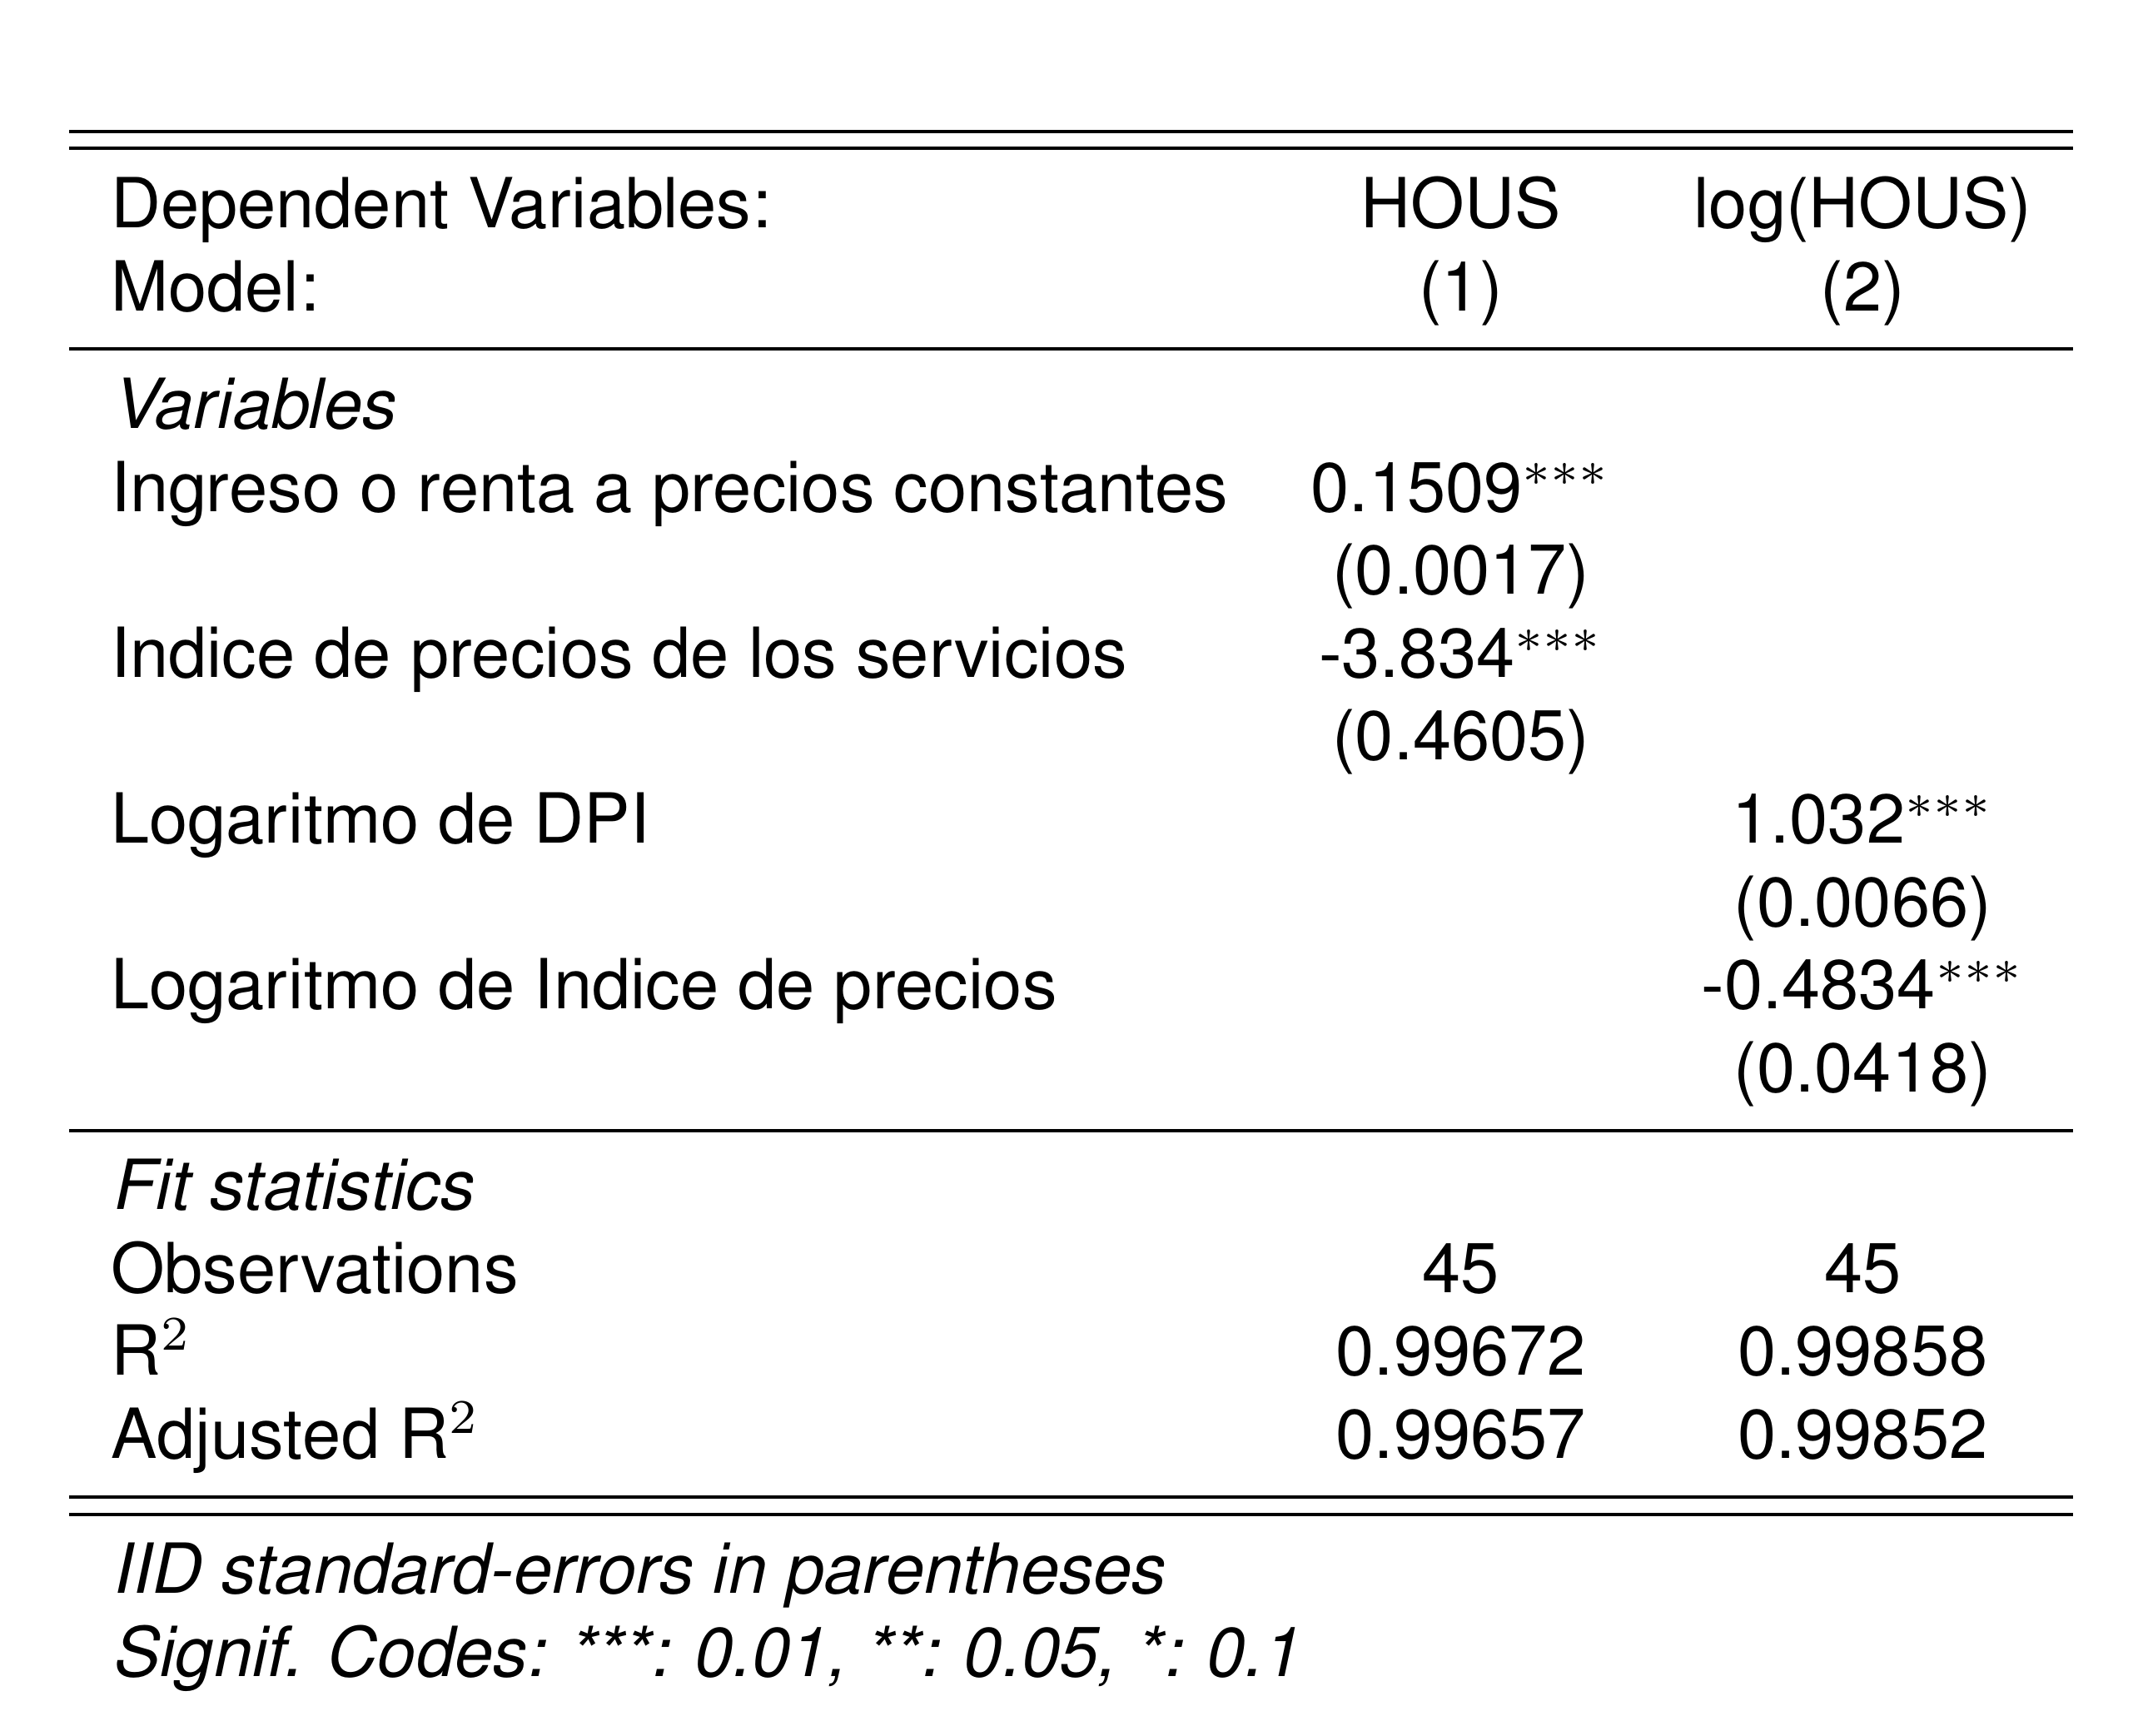 Dependent Variables: HOUS log(HOUS)
Model: (1) (2)
Variables
Ingreso o renta a precios constantes 0.1509***
(0.0017)
Indice de precios de los servicios -3.834***
(0.4605)
Logaritmo de DPI 1.032***
(0.0066)
Logaritmo de Indice de precios -0.4834***
(0.0418)
Fit statistics
Observations 45 45
R² 0.99672 0.99858
Adjusted R² 0.99657 0.99852
IID standard-errors in parentheses
Signif. Codes: ***: 0.01, **: 0.05, *: 0.1